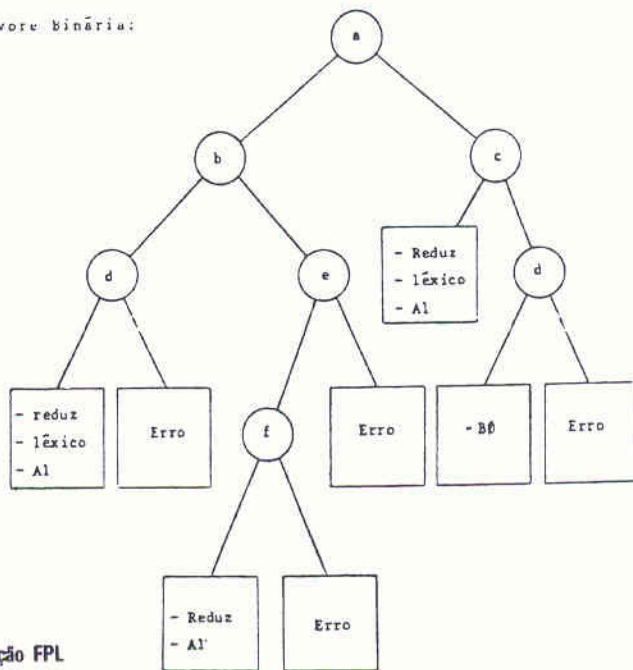 vore Binária:
a
b
c
d
e
- Reduz
- léxico
- Al
d
- reduz
- léxico
- Al
Erro
f
Erro
- BØ
Erro
- Reduz
- Al
Erro
ção FPL